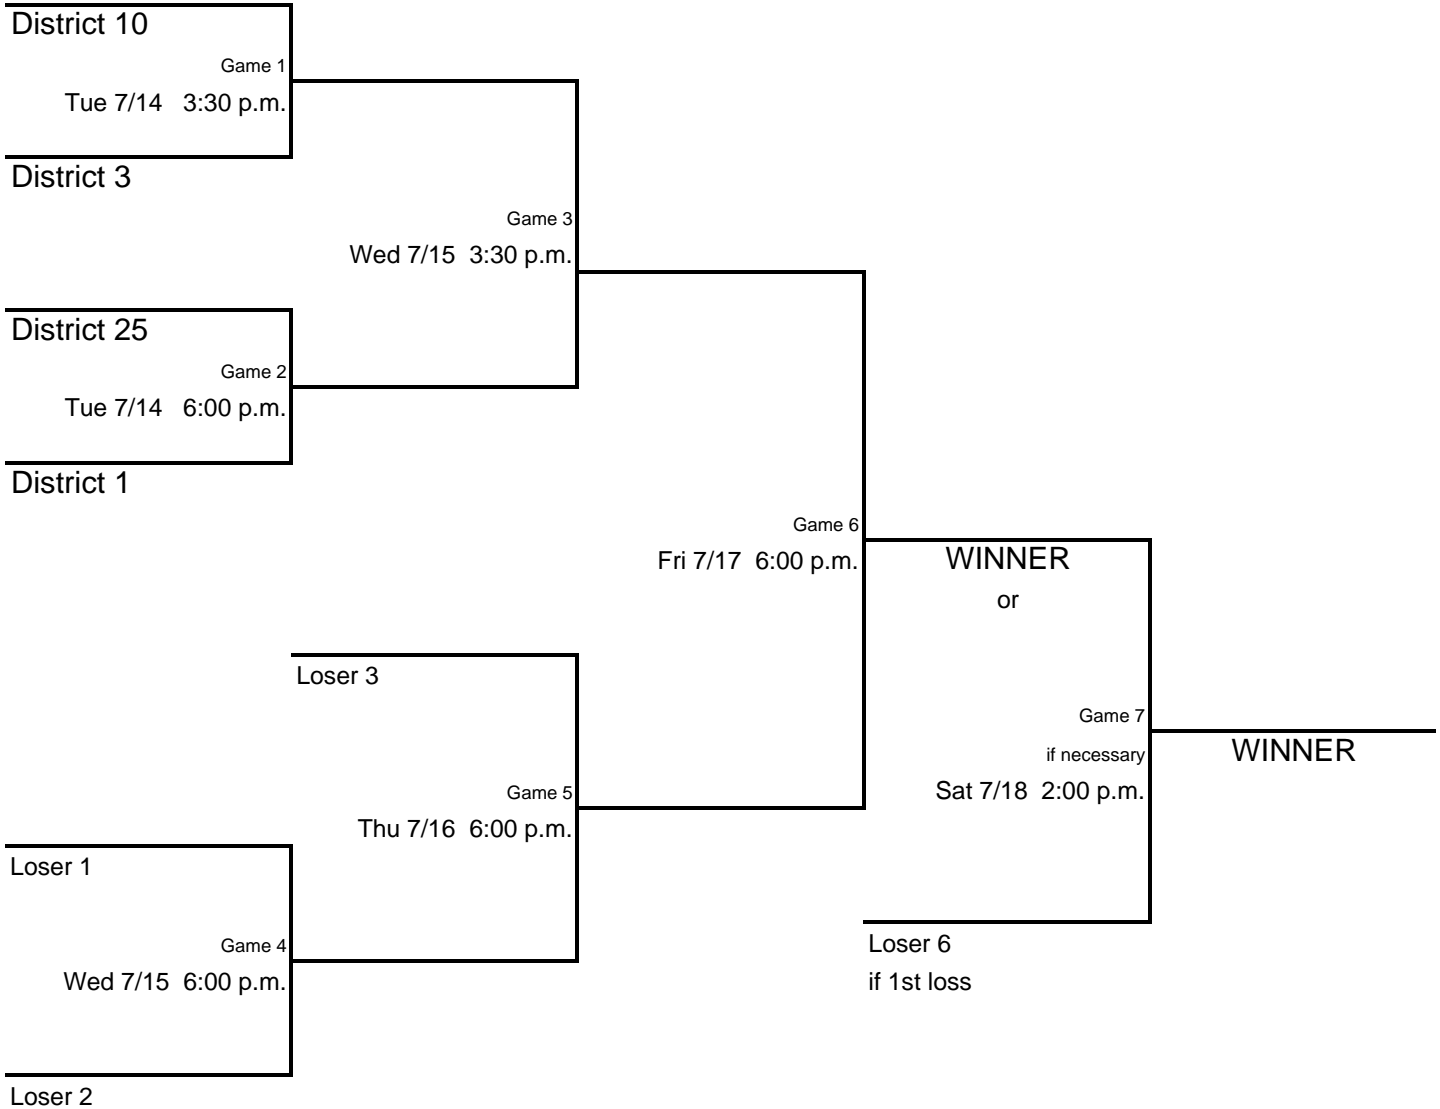 District 10
Game 1
Tue 7/14 3:30 p.m.
District 3
Game 3
Wed 7/15 3:30 p.m.
District 25
Game 2
Tue 7/14 6:00 p.m.
District 1
Game 6
Fri 7/17 6:00 p.m.
WINNER
or
Loser 3
Game 7
if necessary
Sat 7/18 2:00 p.m.
WINNER
Game 5
Thu 7/16 6:00 p.m.
Loser 1
Game 4
Wed 7/15 6:00 p.m.
Loser 6
if 1st loss
Loser 2